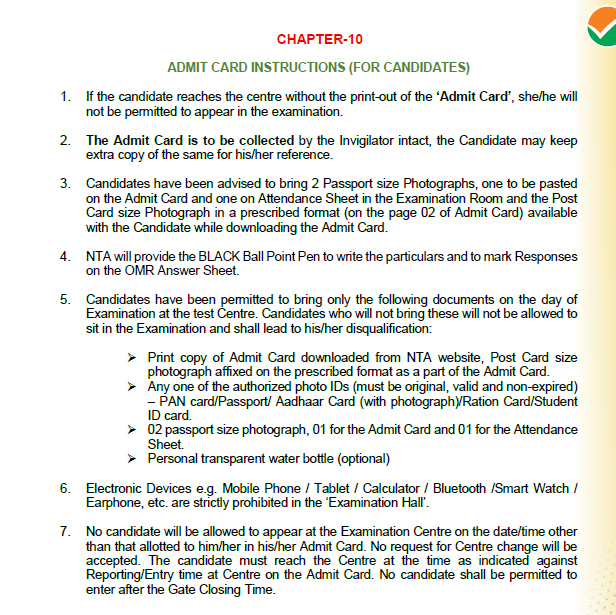 CHAPTER-10
ADMIT CARD INSTRUCTIONS (FOR CANDIDATES)
1. If the candidate reaches the centre without the print-out of the ‘Admit Card’, she/he will
not be permitted to appear in the examination.
2. The Admit Card is to be collected by the Invigilator intact, the Candidate may keep
extra copy of the same for his/her reference.
3. Candidates have been advised to bring 2 Passport size Photographs, one to be pasted
on the Admit Card and one on Attendance Sheet in the Examination Room and the Post
Card size Photograph in a prescribed format (on the page 02 of Admit Card) available
with the Candidate while downloading the Admit Card.
4. NTA will provide the BLACK Ball Point Pen to write the particulars and to mark Responses
on the OMR Answer Sheet.
5. Candidates have been permitted to bring only the following documents on the day of
Examination at the test Centre. Candidates who will not bring these will not be allowed to
sit in the Examination and shall lead to his/her disqualification:
➢ Print copy of Admit Card downloaded from NTA website, Post Card size
photograph affixed on the prescribed format as a part of the Admit Card.
➢ Any one of the authorized photo IDs (must be original, valid and non-expired)
– PAN card/Passport/ Aadhaar Card (with photograph)/Ration Card/Student
ID card.
➢ 02 passport size photograph, 01 for the Admit Card and 01 for the Attendance
Sheet.
➢ Personal transparent water bottle (optional)
6. Electronic Devices e.g. Mobile Phone / Tablet / Calculator / Bluetooth /Smart Watch /
Earphone, etc. are strictly prohibited in the ‘Examination Hall’.
7. No candidate will be allowed to appear at the Examination Centre on the date/time other
than that allotted to him/her in his/her Admit Card. No request for Centre change will be
accepted. The candidate must reach the Centre at the time as indicated against
Reporting/Entry time at Centre on the Admit Card. No candidate shall be permitted to
enter after the Gate Closing Time.